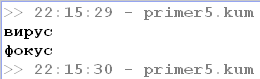 >> 22:15:29 - primer5.kum
вирус
фокус
>> 22:15:30 - primer5.kum